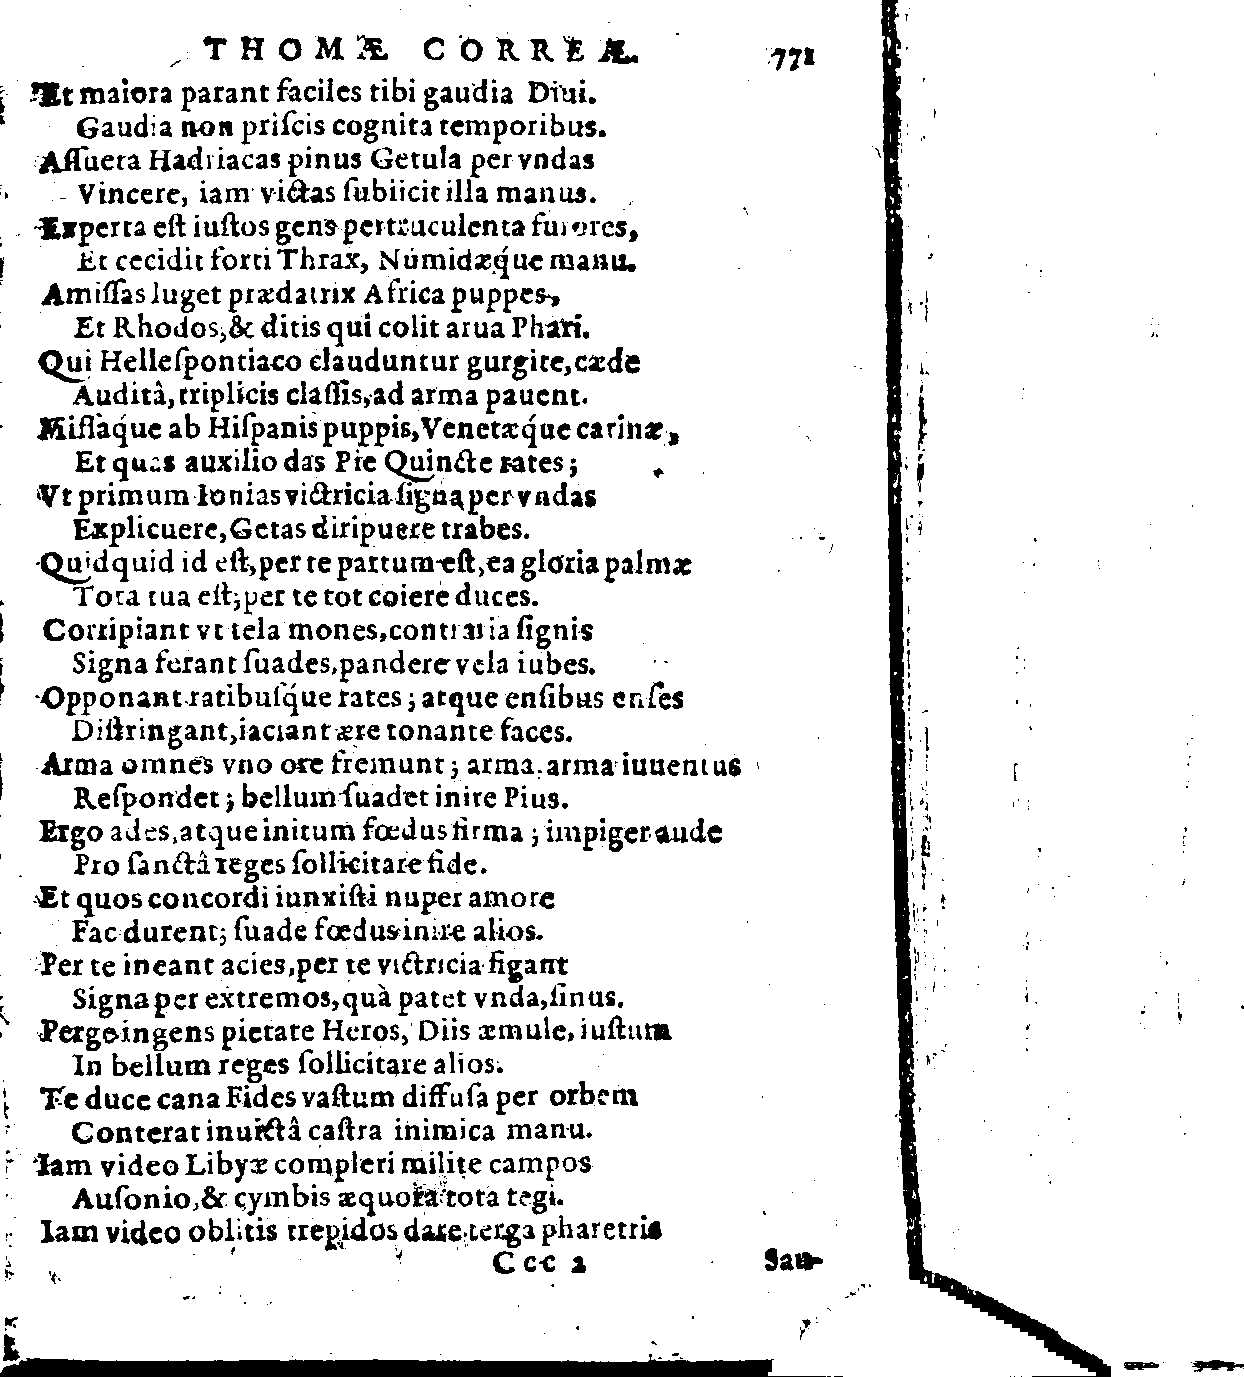 THOMÆ CORREÆ. 771
Et maiora parant faciles tibi gaudia Diui.
Gaudia non priſcis cognita temporibus.
Aſſueta Hadriacas pinus Getula per vndas
Vincere, iam victas ſubiicit illa manus.
Experta eſt iuſtos gens pertruculenta furores,
Et cecidit forti Thrax, Numidæq́ue manu.
Amiſſas luget prædatrix Africa puppes,
Et Rhodos, & ditis qui colit arua Phari.
Qui Helleſpontiaco clauduntur gurgite, cæde
Auditâ, triplicis claſſis, ad arma pauent.
Miſſáque ab Hiſpanis puppis, Venetæq́ue carinæ,
Et quas auxilio das Pie Quincte rates;
Vt primum Ionias victricia ſigna per vndas
Explicuere, Getas diripuere trabes.
Quidquid id eſt, per te partum eſt, ea gloria palmæ
Tota tua eſt; per te tot coiere duces.
Corripiant vt tela mones, contraria ſignis
Signa ferant ſuades, pandere vela iubes.
Opponant ratibuſq́ue rates; atque enſibus enſes
Diſtringant, iaciant ære tonante faces.
Arma omnes vno ore fremunt; arma, arma iuuentus
Reſpondet; bellum ſuadet inire Pius.
Ergo ades, atque initum fœdus firma; impiger aude
Pro ſanctâ reges ſollicitare fide.
Et quos concordi iunxiſti nuper amore
Fac durent; ſuade fœdus inire alios.
Per te ineant acies, per te victricia figant
Signa per extremos, quà patet vnda, ſinus.
Perge ingens pietate Heros, Diis æmule, iuſtum
In bellum reges ſollicitare alios.
Te duce cana Fides vaſtum diffuſa per orbem
Conterat inuictâ caſtra inimica manu.
Iam video Libyæ compleri milite campos
Auſonio, & cymbis æquora tota tegi.
Iam video oblitis trepidos dare terga pharetris
Ccc 2 Sau-